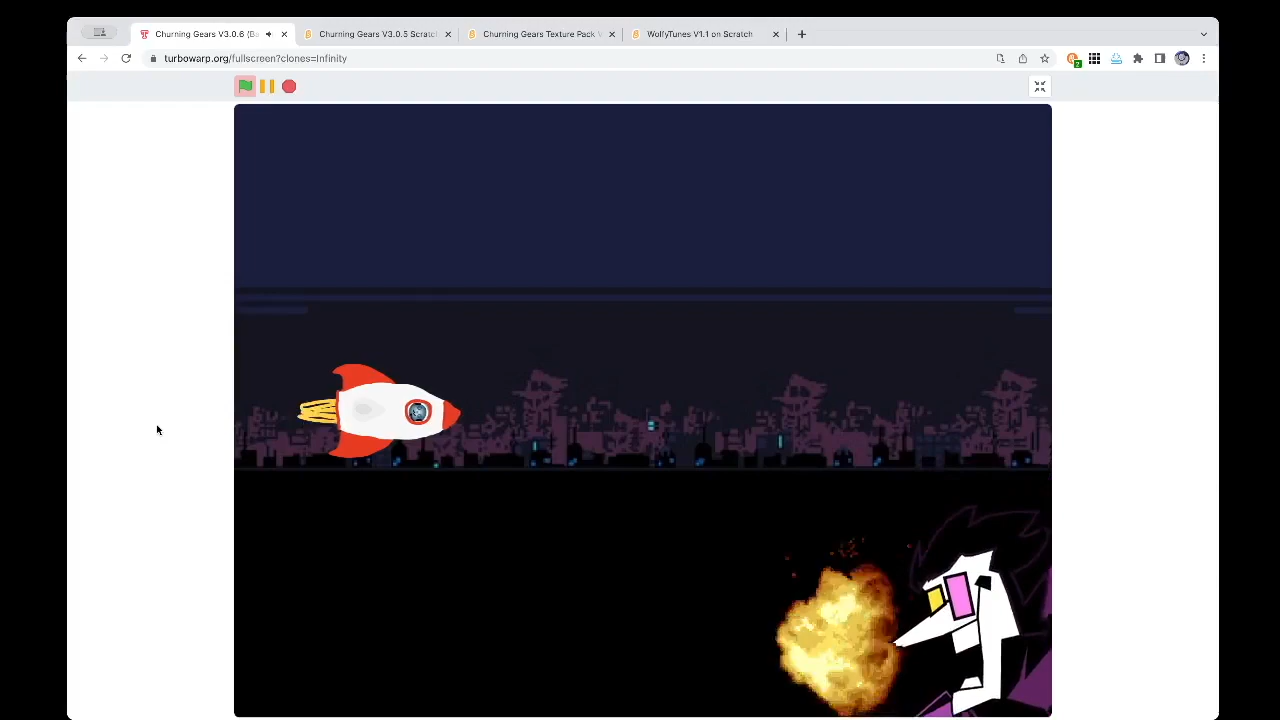 Churning Gears V3.0.6 (Ba
Churning Gears V3.0.5 Scratc
Churning Gears Texture Pack V
WolfyTunes V1.1 on Scratch
turbowarp.org/fullscreen?clones=Infinity
2